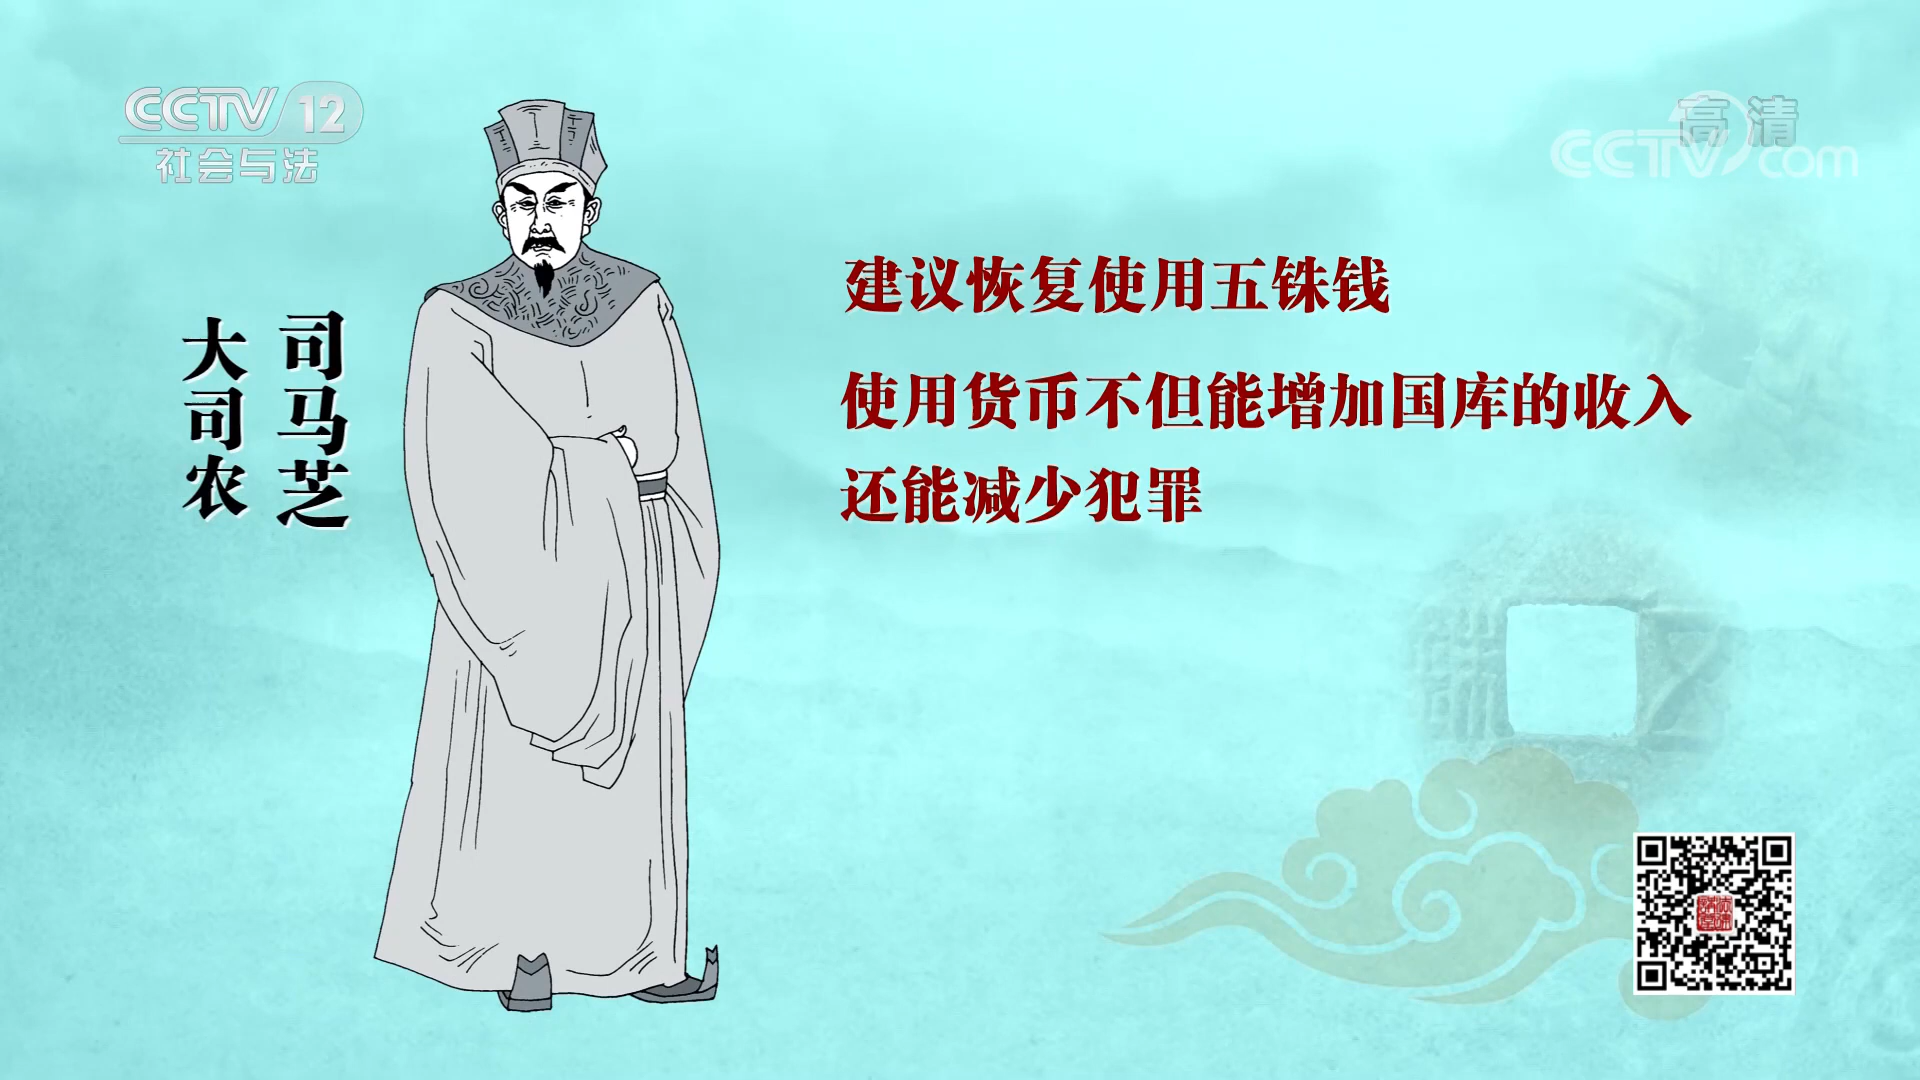 CCTV 12
社会与法
高清
CCTV com
司马芝
大司农
建议恢复使用五铢钱
使用货币不但能增加国库的收入
还能减少犯罪